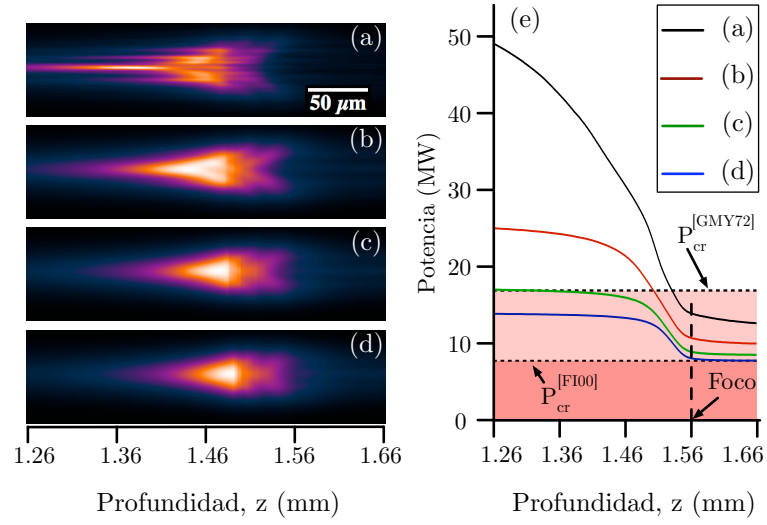 (a)
50 μm
(b)
(c)
(d)
1.26 1.36 1.46 1.56 1.66
Profundidad, z (mm)
(e)
Potencia (MW)
50
40
30
20
10
0
(a)
(b)
(c)
(d)
P_cr^[GMY72]
P_cr^[FI00]
Foco
1.26 1.36 1.46 1.56 1.66
Profundidad, z (mm)